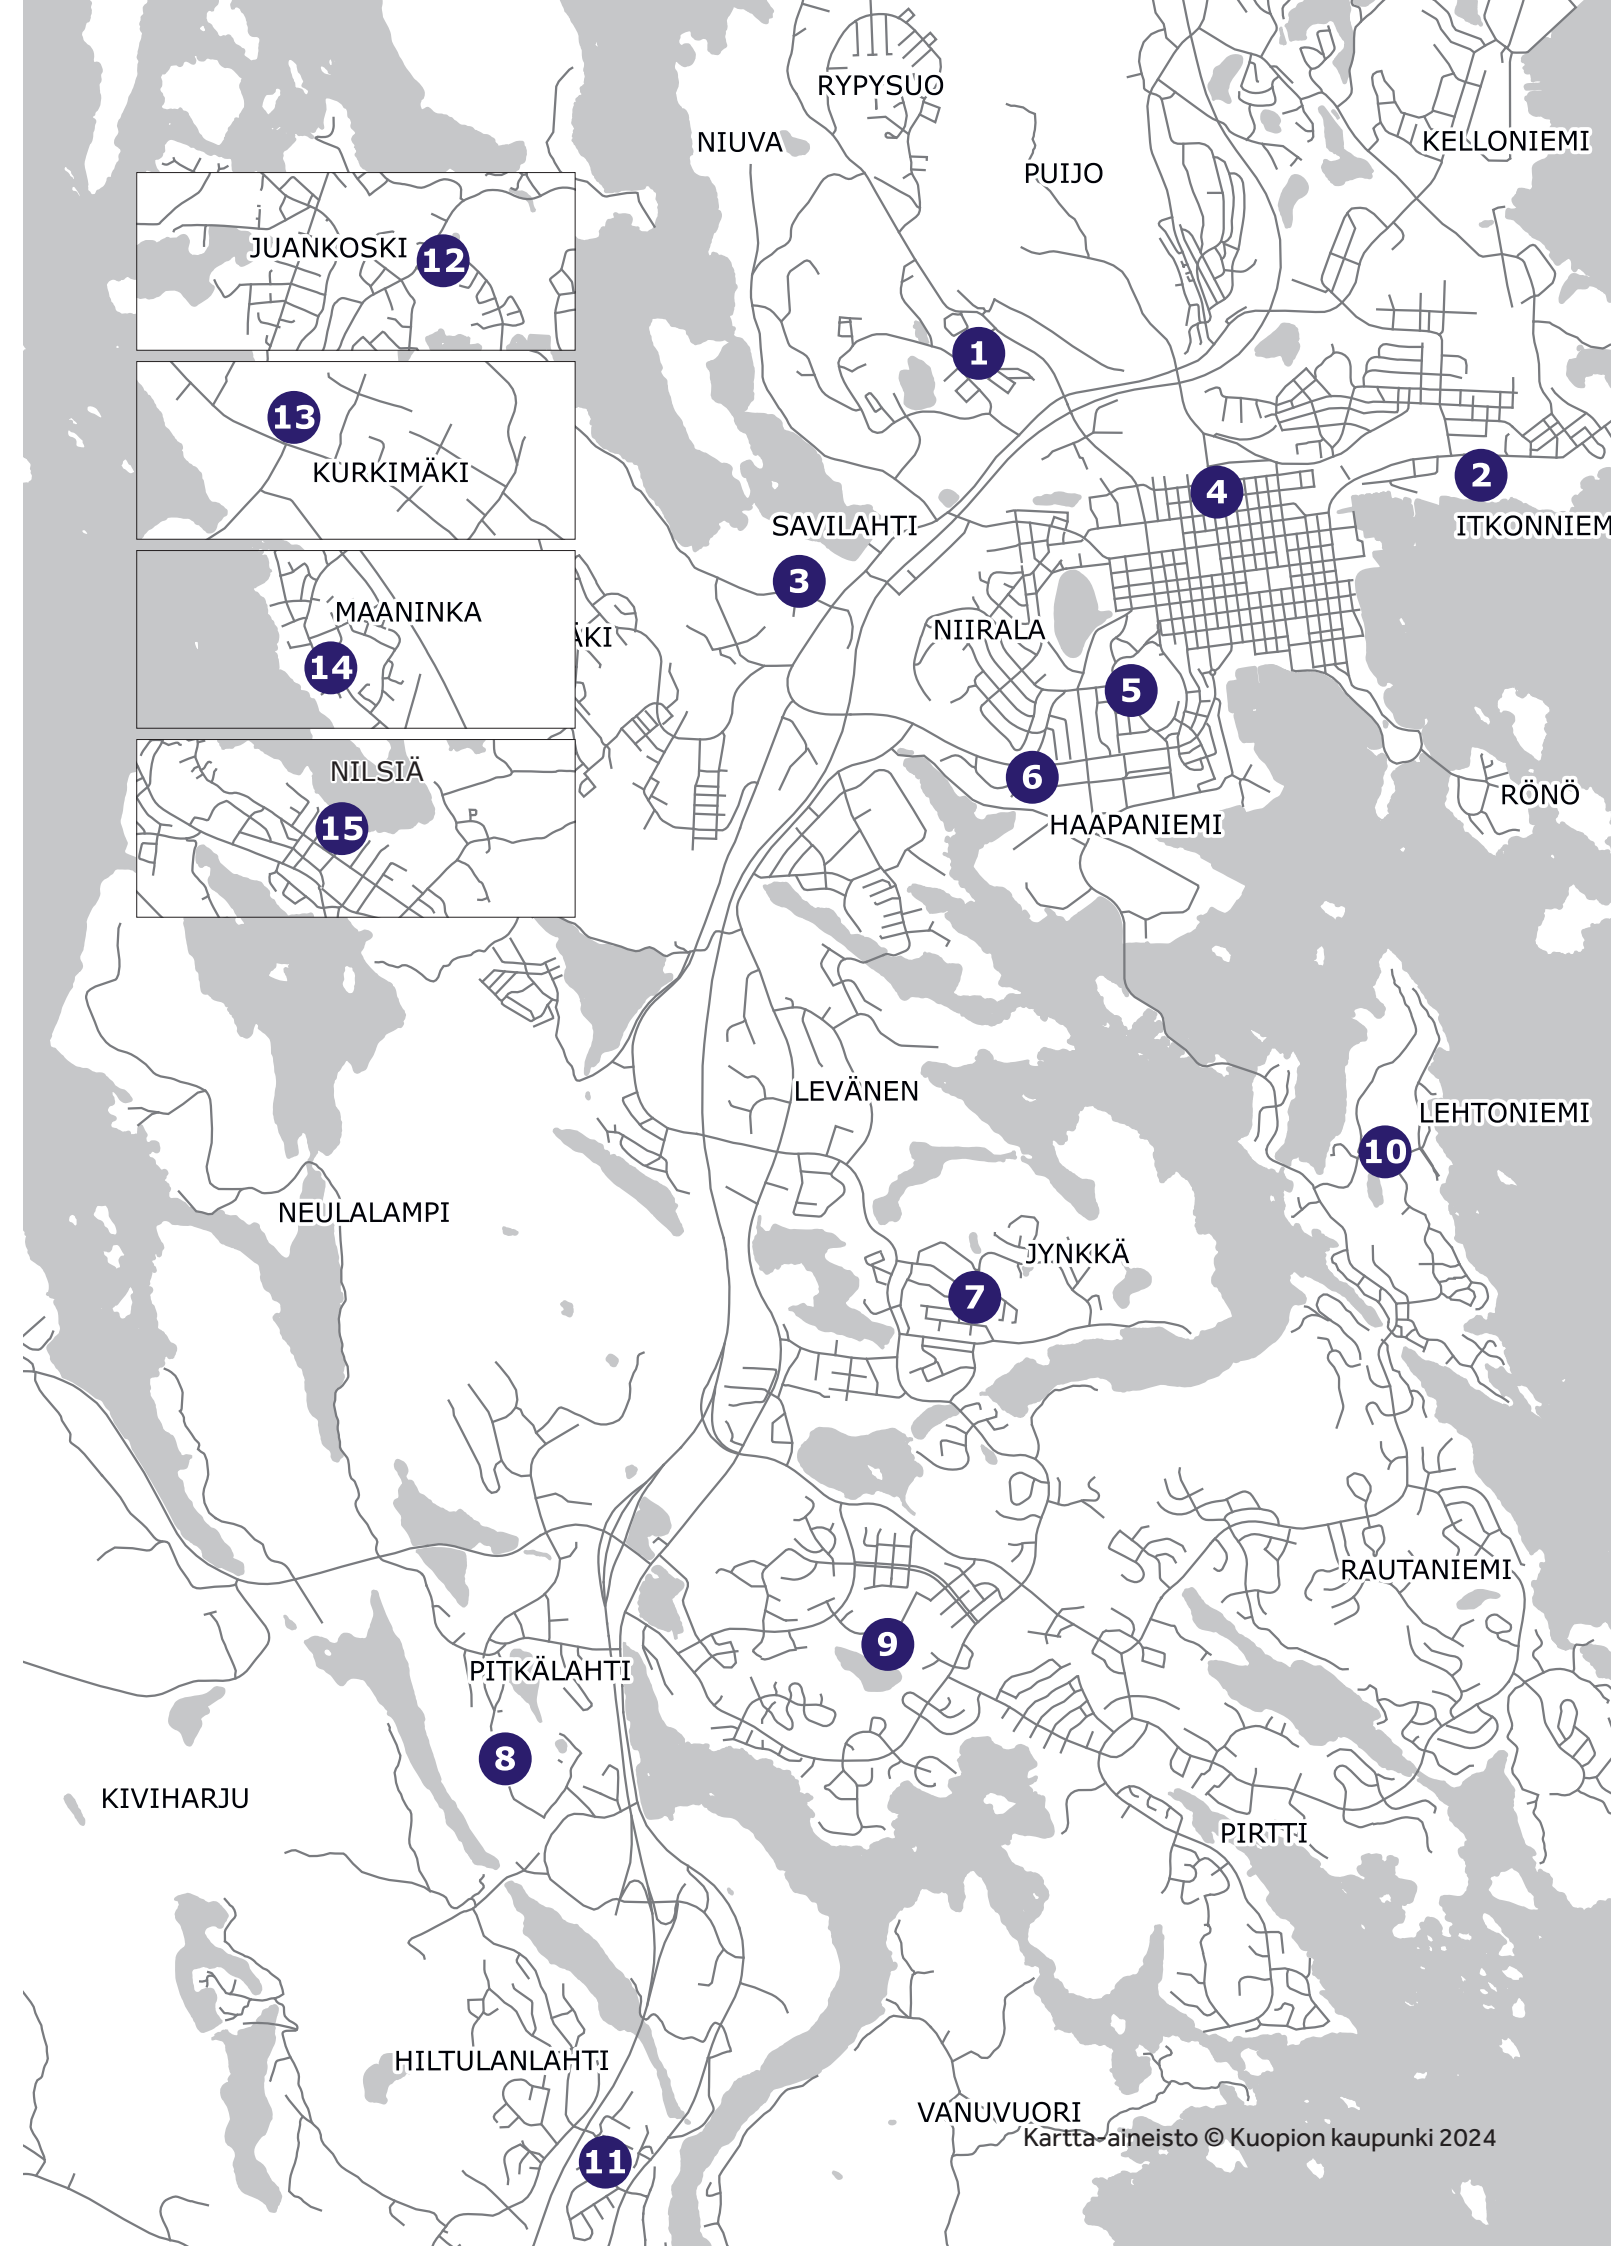 RYPYSUO
NIUVA
KELLONIEMI
PUIJO
JUANKOSKI
12
1
13
KURKIMÄKI
2
4
SAVILAHTI
ITKONNIEM
3
MAANINKA
NIIRALA
ÄKI
14
5
NILSIÄ
6
RÖNÖ
15
HAAPANIEMI
LEVÄNEN
LEHTONIEMI
10
NEULALAMPI
JYNKKÄ
7
RAUTANIEMI
9
PITKÄLAHTI
8
KIVIHARJU
PIRTTI
HILTULANLAHTI
VANUVUORI
Kartta-aineisto © Kuopion kaupunki 2024
11